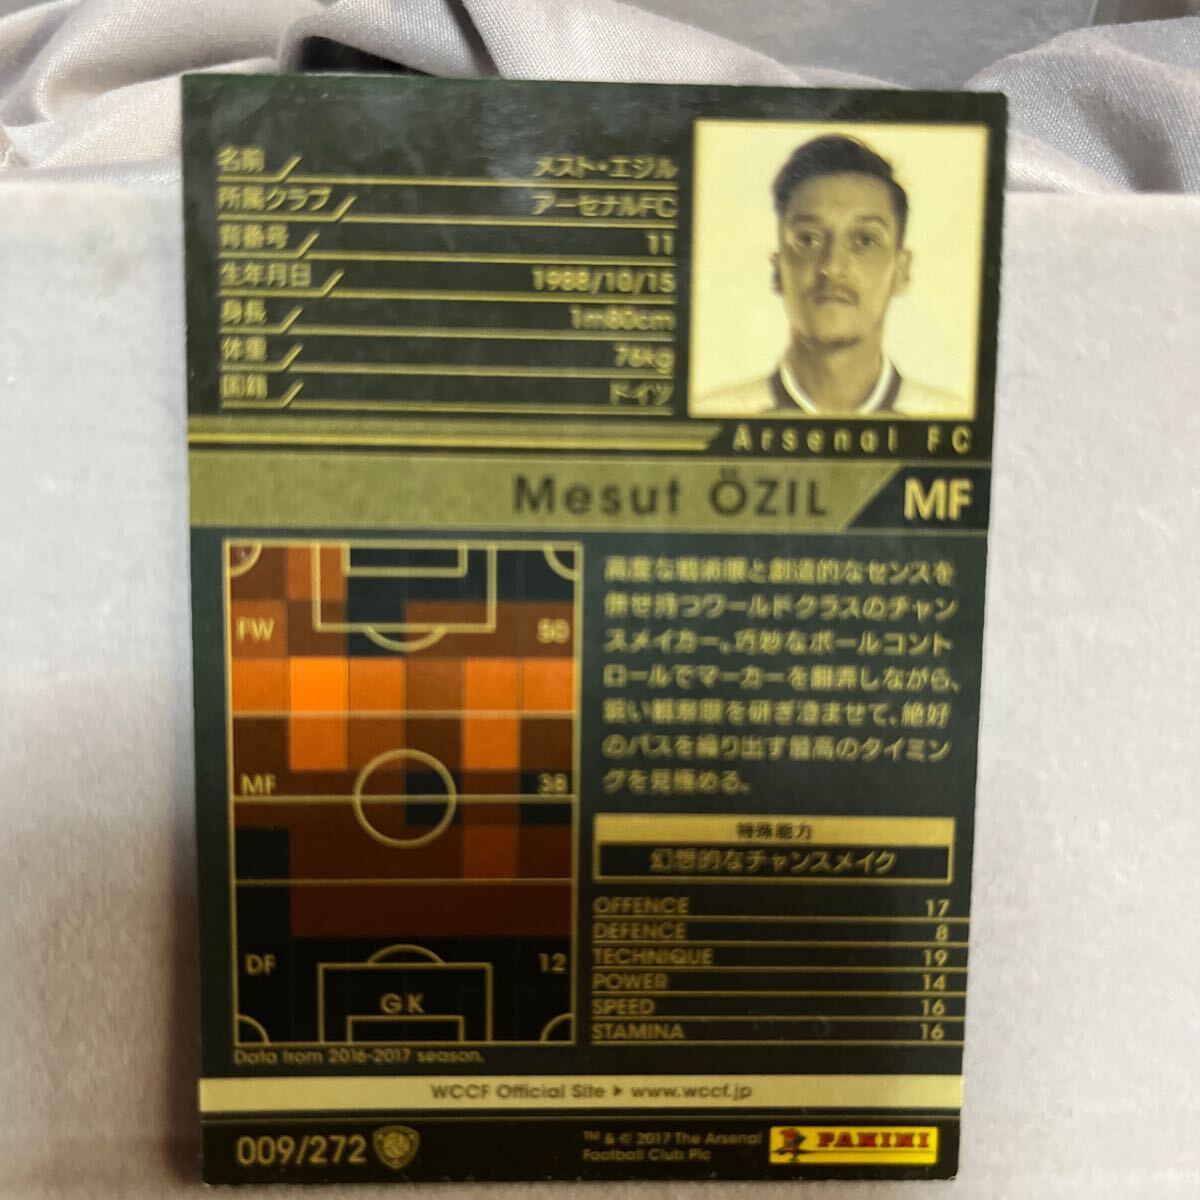 名前 メスト・エジル
所属クラブ アーセナルFC
背番号 11
生年月日 1988/10/15
身長 1m80cm
体重 76kg
国籍 ドイツ
Arsenal FC
Mesut ÖZIL MF
FW 50
MF 38
DF 12
GK
Data from 2016-2017 season.
高度な戦術眼と創造的なセンスを
併せ持つワールドクラスのチャン
スメイカー。巧妙なボールコント
ロールでマーカーを翻弄しながら、
鋭い観察眼を研ぎ澄ませて、絶好
のパスを繰り出す最高のタイミン
グを見極める。
特殊能力
幻想的なチャンスメイク
OFFENCE 17
DEFENCE 8
TECHNIQUE 19
POWER 14
SPEED 16
STAMINA 16
WCCF Official Site ▶ www.wccf.jp
009/272
™ & © 2017 The Arsenal
Football Club Plc
PANINI